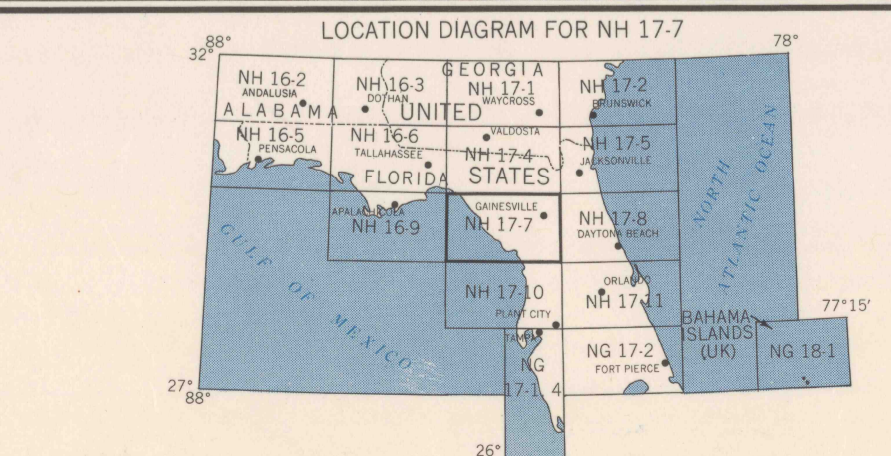 LOCATION DIAGRAM FOR NH 17-7
88°
78°
32°
GEORGIA
NH 16-2
ANDALUSIA
NH 16-3
DOTHAN
NH 17-1
WAYCROSS
NH 17-2
BRUNSWICK
ALABAMA
UNITED
NH 16-5
PENSACOLA
NH 16-6
TALLAHASSEE
VALDOSTA
NH 17-4
NH 17-5
JACKSONVILLE
FLORIDA
STATES
APALACHICOLA
NH 16-9
GAINESVILLE
NH 17-7
NH 17-8
DAYTONA BEACH
NORTH
ATLANTIC OCEAN
GULF OF MEXICO
NH 17-10
PLANT CITY
ORLANDO
NH 17-11
TAMPA
NG
17-1, 4
NG 17-2
FORT PIERCE
BAHAMA
ISLANDS
(UK)
77°15'
NG 18-1
27°
88°
26°